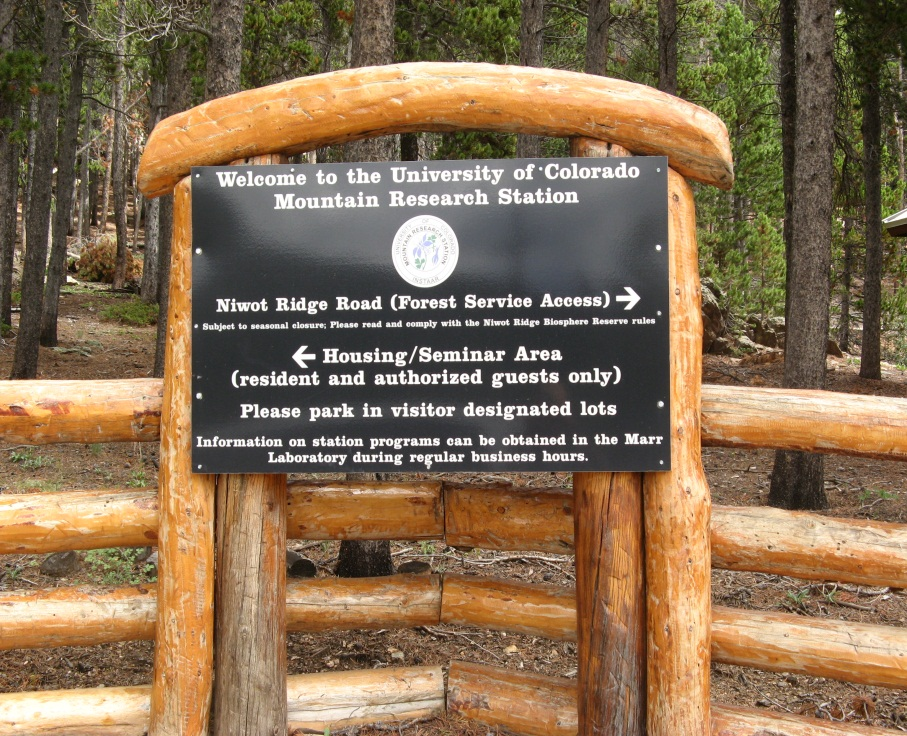 Welcome to the University of Colorado
Mountain Research Station
UNIVERSITY OF COLORADO
MOUNTAIN RESEARCH STATION
INSTAAR
Niwot Ridge Road (Forest Service Access) →
Subject to seasonal closure; Please read and comply with the Niwot Ridge Biosphere Reserve rules
← Housing/Seminar Area
(resident and authorized guests only)
Please park in visitor designated lots
Information on station programs can be obtained in the Marr
Laboratory during regular business hours.